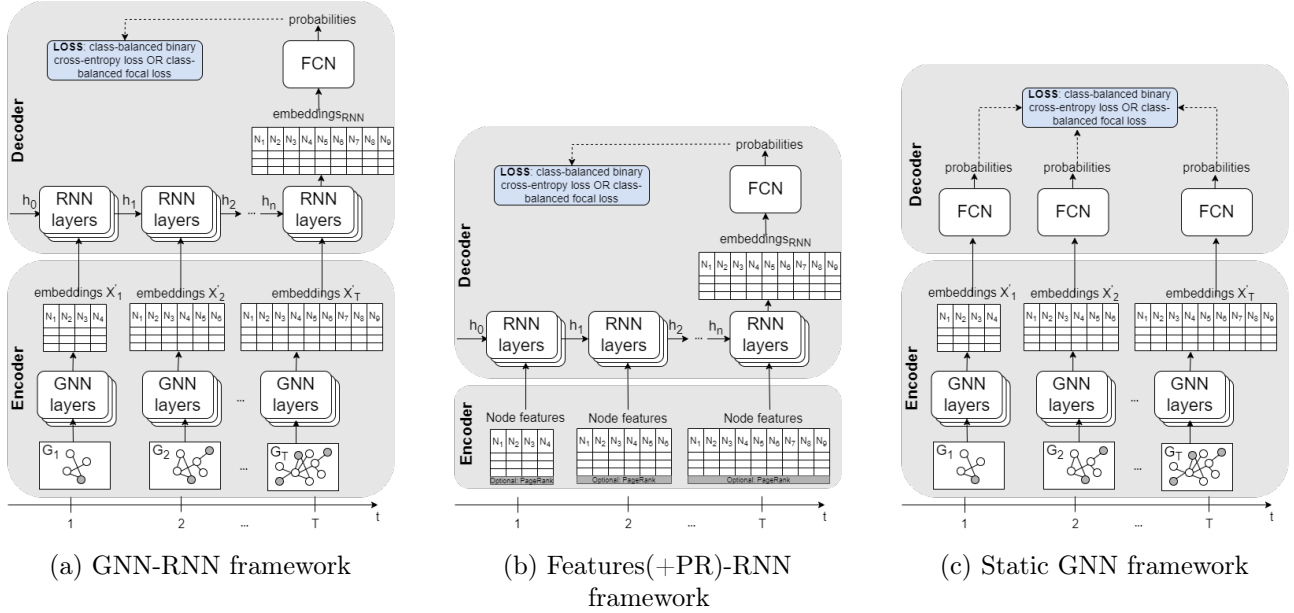 probabilities
LOSS: class-balanced binary
cross-entropy loss OR class-
balanced focal loss
FCN
embeddings RNN
N1 N2 N3 N4 N5 N6 N7 N8 N9
Decoder
h0 RNN layers h1 RNN layers h2 ... hn RNN layers
embeddings X'1 embeddings X'2 embeddings X'T
N1 N2 N3 N4 N1 N2 N3 N4 N5 N6 N1 N2 N3 N4 N5 N6 N7 N8 N9
Encoder
GNN layers GNN layers ... GNN layers
G1 G2 ... GT
1 2 ... T t
(a) GNN-RNN framework
probabilities
LOSS: class-balanced binary
cross-entropy loss OR class-
balanced focal loss
FCN
embeddings RNN
N1 N2 N3 N4 N5 N6 N7 N8 N9
Decoder
h0 RNN layers h1 RNN layers h2 ... hn RNN layers
Node features Node features Node features
N1 N2 N3 N4 N1 N2 N3 N4 N5 N6 N1 N2 N3 N4 N5 N6 N7 N8 N9
Encoder
Optional: PageRank Optional: PageRank Optional: PageRank
1 2 ... T t
(b) Features(+PR)-RNN
framework
LOSS: class-balanced binary
cross-entropy loss OR class-
balanced focal loss
probabilities probabilities probabilities
Decoder
FCN FCN FCN
embeddings X'1 embeddings X'2 embeddings X'T
N1 N2 N3 N4 N1 N2 N3 N4 N5 N6 N1 N2 N3 N4 N5 N6 N7 N8 N9
Encoder
GNN layers GNN layers ... GNN layers
G1 G2 ... GT
1 2 ... T t
(c) Static GNN framework